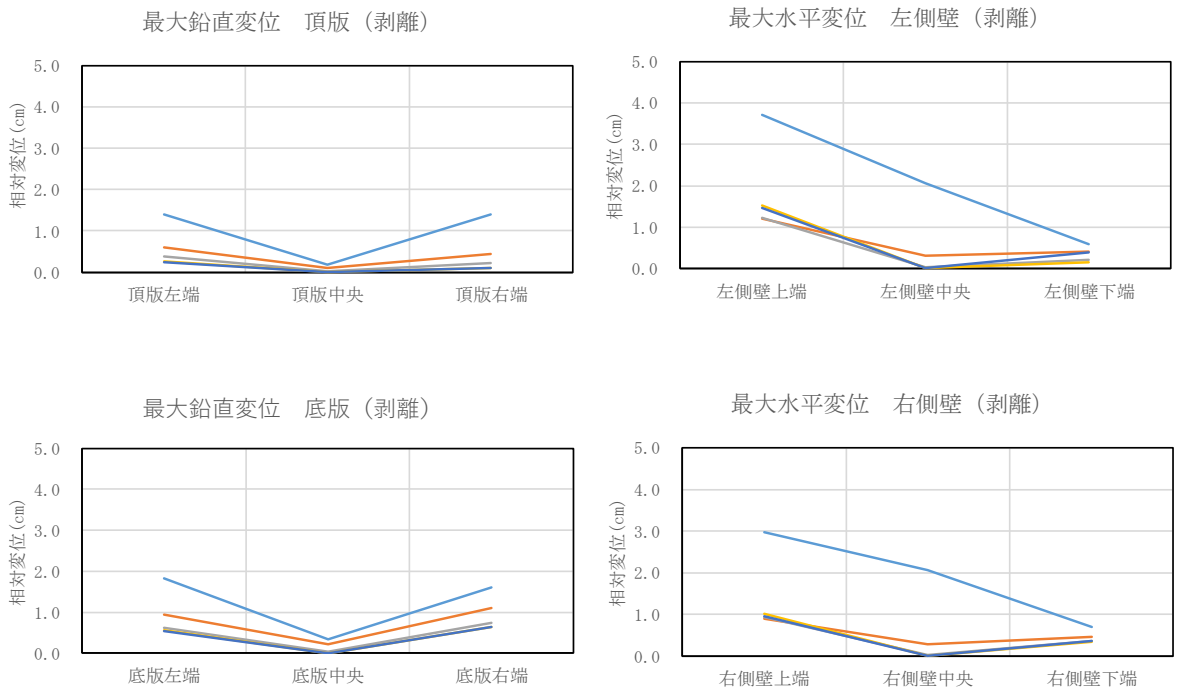 最大鉛直変位　頂版（剥離）
5.0
4.0
3.0
2.0
1.0
0.0
相対変位(cm)
頂版左端
頂版中央
頂版右端
最大水平変位　左側壁（剥離）
5.0
4.0
3.0
2.0
1.0
0.0
相対変位(cm)
左側壁上端
左側壁中央
左側壁下端
最大鉛直変位　底版（剥離）
5.0
4.0
3.0
2.0
1.0
0.0
相対変位(cm)
底版左端
底版中央
底版右端
最大水平変位　右側壁（剥離）
5.0
4.0
3.0
2.0
1.0
0.0
相対変位(cm)
右側壁上端
右側壁中央
右側壁下端